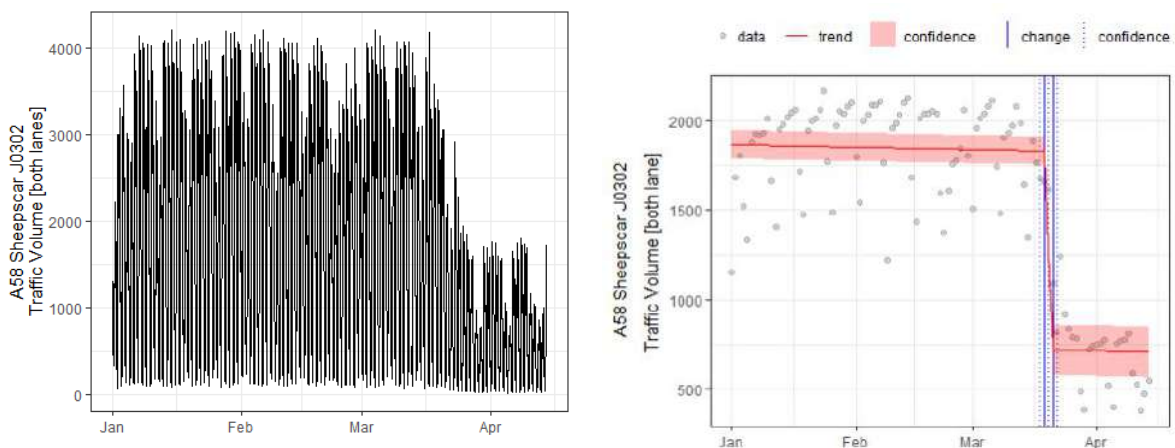 A58 Sheepscar J0302
Traffic Volume [both lanes]
4000
3000
2000
1000
0
Jan Feb Mar Apr
data trend confidence change confidence
A58 Sheepscar J0302
Traffic Volume [both lane]
2000
1500
1000
500
Jan Feb Mar Apr